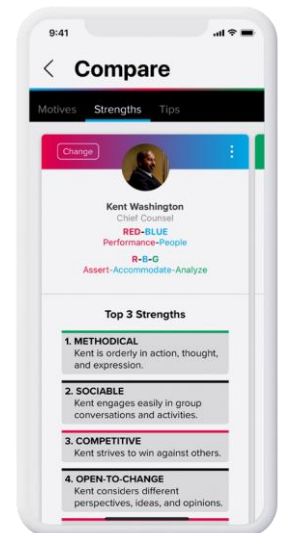 9:41
Compare
Motives Strengths Tips
Change
Kent Washington
Chief Counsel
RED-BLUE
Performance-People
R-B-G
Assert-Accommodate-Analyze
Top 3 Strengths
1. METHODICAL
Kent is orderly in action, thought,
and expression.
2. SOCIABLE
Kent engages easily in group
conversations and activities.
3. COMPETITIVE
Kent strives to win against others.
4. OPEN-TO-CHANGE
Kent considers different
perspectives, ideas, and opinions.